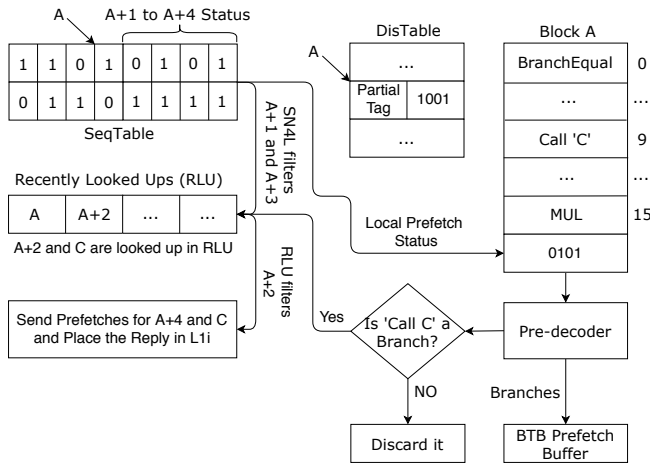 A+1 to A+4 Status
A
1 1 0 1 0 1 0 1
0 1 1 0 1 1 1 1
SeqTable
DisTable
A
...
Partial
Tag
1001
...
Block A
BranchEqual 0
... ...
Call 'C' 9
... ...
MUL 15
0101
SN4L filters
A+1 and A+3
Recently Looked Ups (RLU)
A A+2 ... ...
A+2 and C are looked up in RLU
Local Prefetch
Status
RLU filters
A+2
Send Prefetches for A+4 and C
and Place the Reply in L1i
Yes
Is 'Call C' a
Branch?
Pre-decoder
NO
Branches
Discard it
BTB Prefetch
Buffer